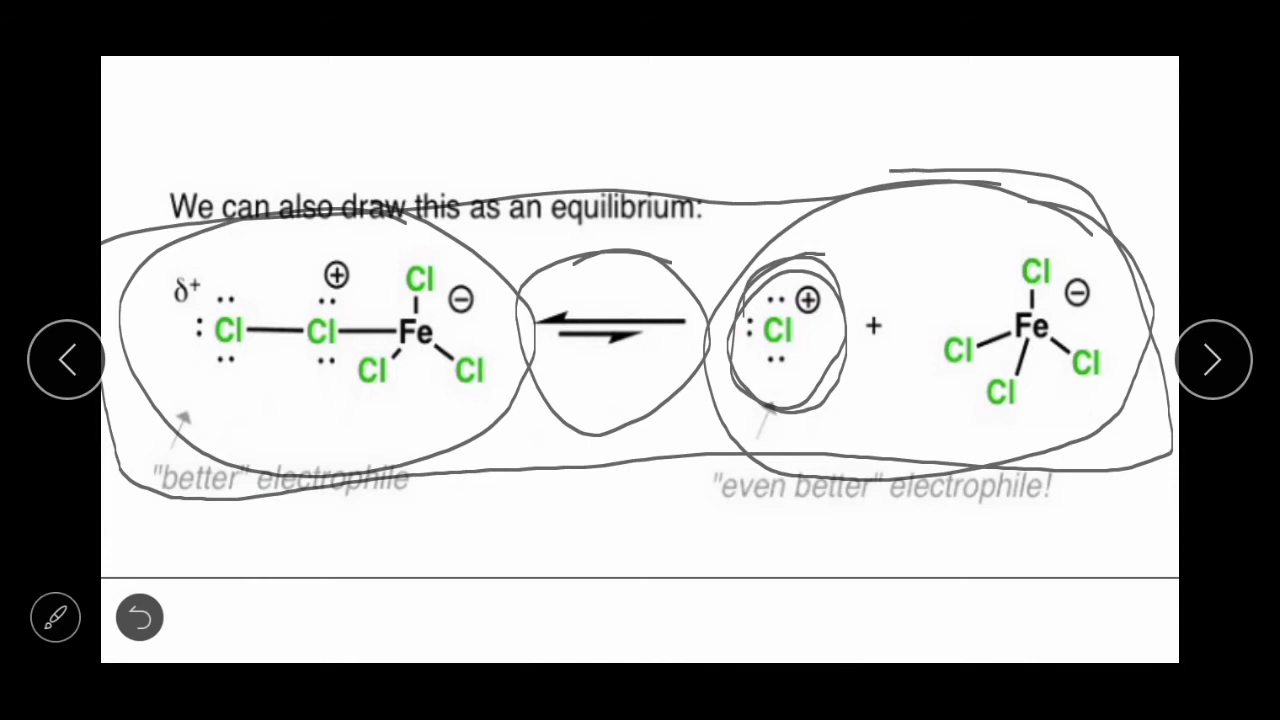 We can also draw this as an equilibrium:
δ+ :Cl—Cl—Fe Cl Cl Cl ⊕ ⊖ ⇌ :Cl ⊕ + Fe Cl Cl Cl Cl ⊖
"better" electrophile "even better" electrophile!